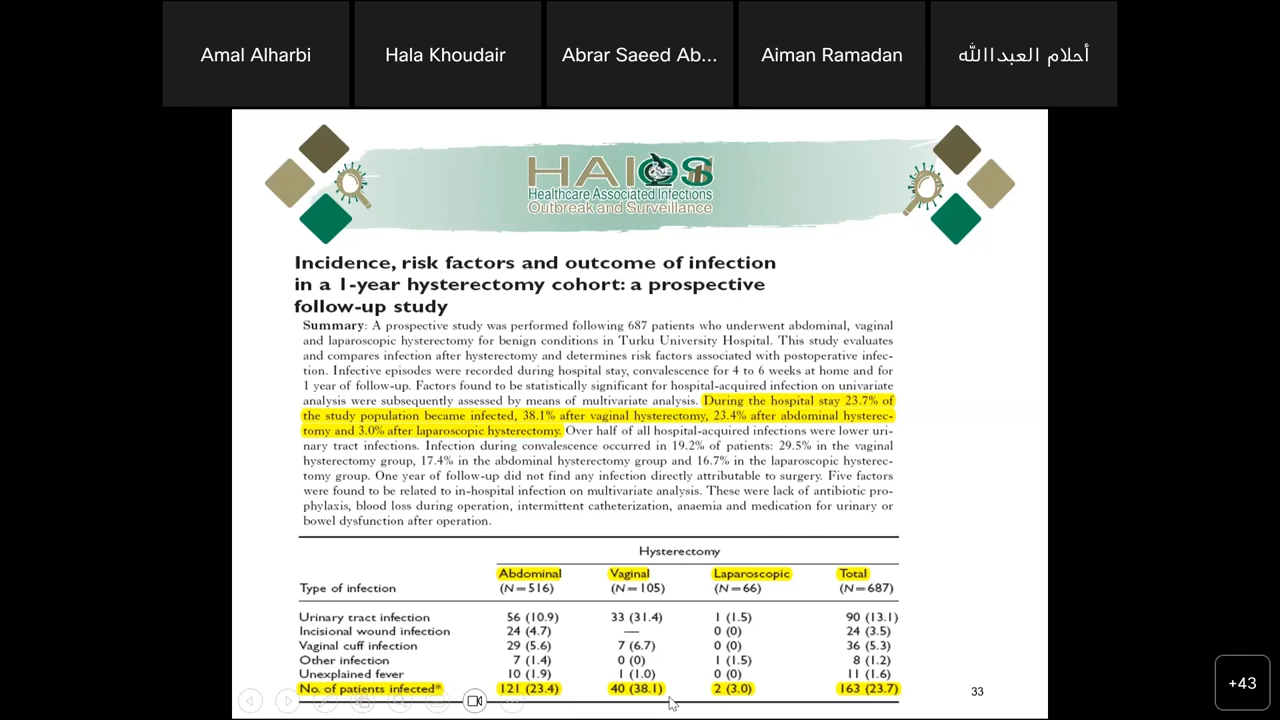 Amal Alharbi
Hala Khoudair
Abrar Saeed Ab...
Aiman Ramadan
أحلام العبداالله
HAIOS
Healthcare Associated Infections
Outbreak and Surveillance
Incidence, risk factors and outcome of infection
in a 1-year hysterectomy cohort: a prospective
follow-up study
Summary: A prospective study was performed following 687 patients who underwent abdominal, vaginal
and laparoscopic hysterectomy for benign conditions in Turku University Hospital. This study evaluates
and compares infection after hysterectomy and determines risk factors associated with postoperative infec-
tion. Infective episodes were recorded during hospital stay, convalescence for 4 to 6 weeks at home and for
1 year of follow-up. Factors found to be statistically significant for hospital-acquired infection on univariate
analysis were subsequently assessed by means of multivariate analysis. During the hospital stay 23.7% of
the study population became infected, 38.1% after vaginal hysterectomy, 23.4% after abdominal hysterec-
tomy and 3.0% after laparoscopic hysterectomy. Over half of all hospital-acquired infections were lower uri-
nary tract infections. Infection during convalescence occurred in 19.2% of patients: 29.5% in the vaginal
hysterectomy group, 17.4% in the abdominal hysterectomy group and 16.7% in the laparoscopic hysterec-
tomy group. One year of follow-up did not find any infection directly attributable to surgery. Five factors
were found to be related to in-hospital infection on multivariate analysis. These were lack of antibiotic pro-
phylaxis, blood loss during operation, intermittent catheterization, anaemia and medication for urinary or
bowel dysfunction after operation.
Hysterectomy
Abdominal Vaginal Laparoscopic Total
Type of infection (N=516) (N=105) (N=66) (N=687)
Urinary tract infection 56 (10.9) 33 (31.4) 1 (1.5) 90 (13.1)
Incisional wound infection 24 (4.7) — 0 (0) 24 (3.5)
Vaginal cuff infection 29 (5.6) 7 (6.7) 0 (0) 36 (5.3)
Other infection 7 (1.4) 0 (0) 1 (1.5) 8 (1.2)
Unexplained fever 10 (1.9) 1 (1.0) 0 (0) 11 (1.6)
No. of patients infected* 121 (23.4) 40 (38.1) 2 (3.0) 163 (23.7)
33
+43